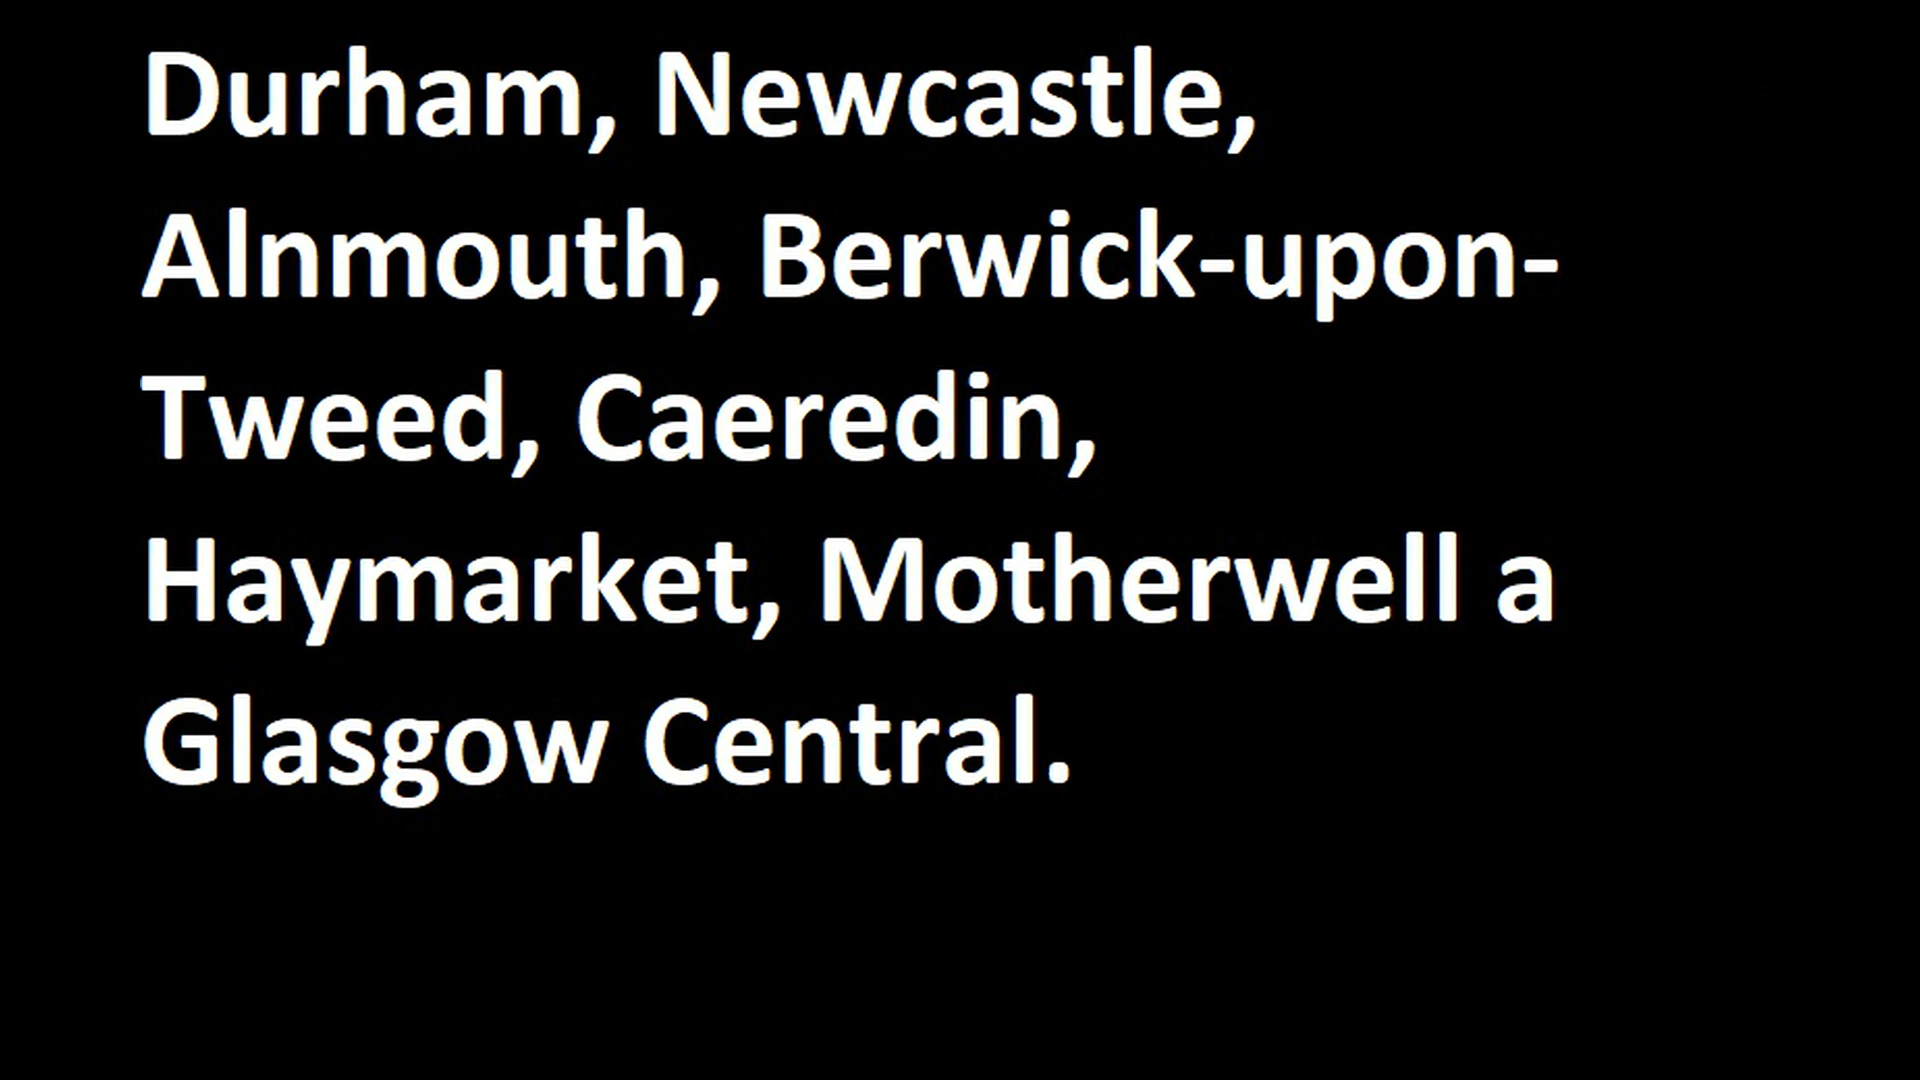 Durham, Newcastle,
Alnmouth, Berwick-upon-
Tweed, Caeredin,
Haymarket, Motherwell a
Glasgow Central.